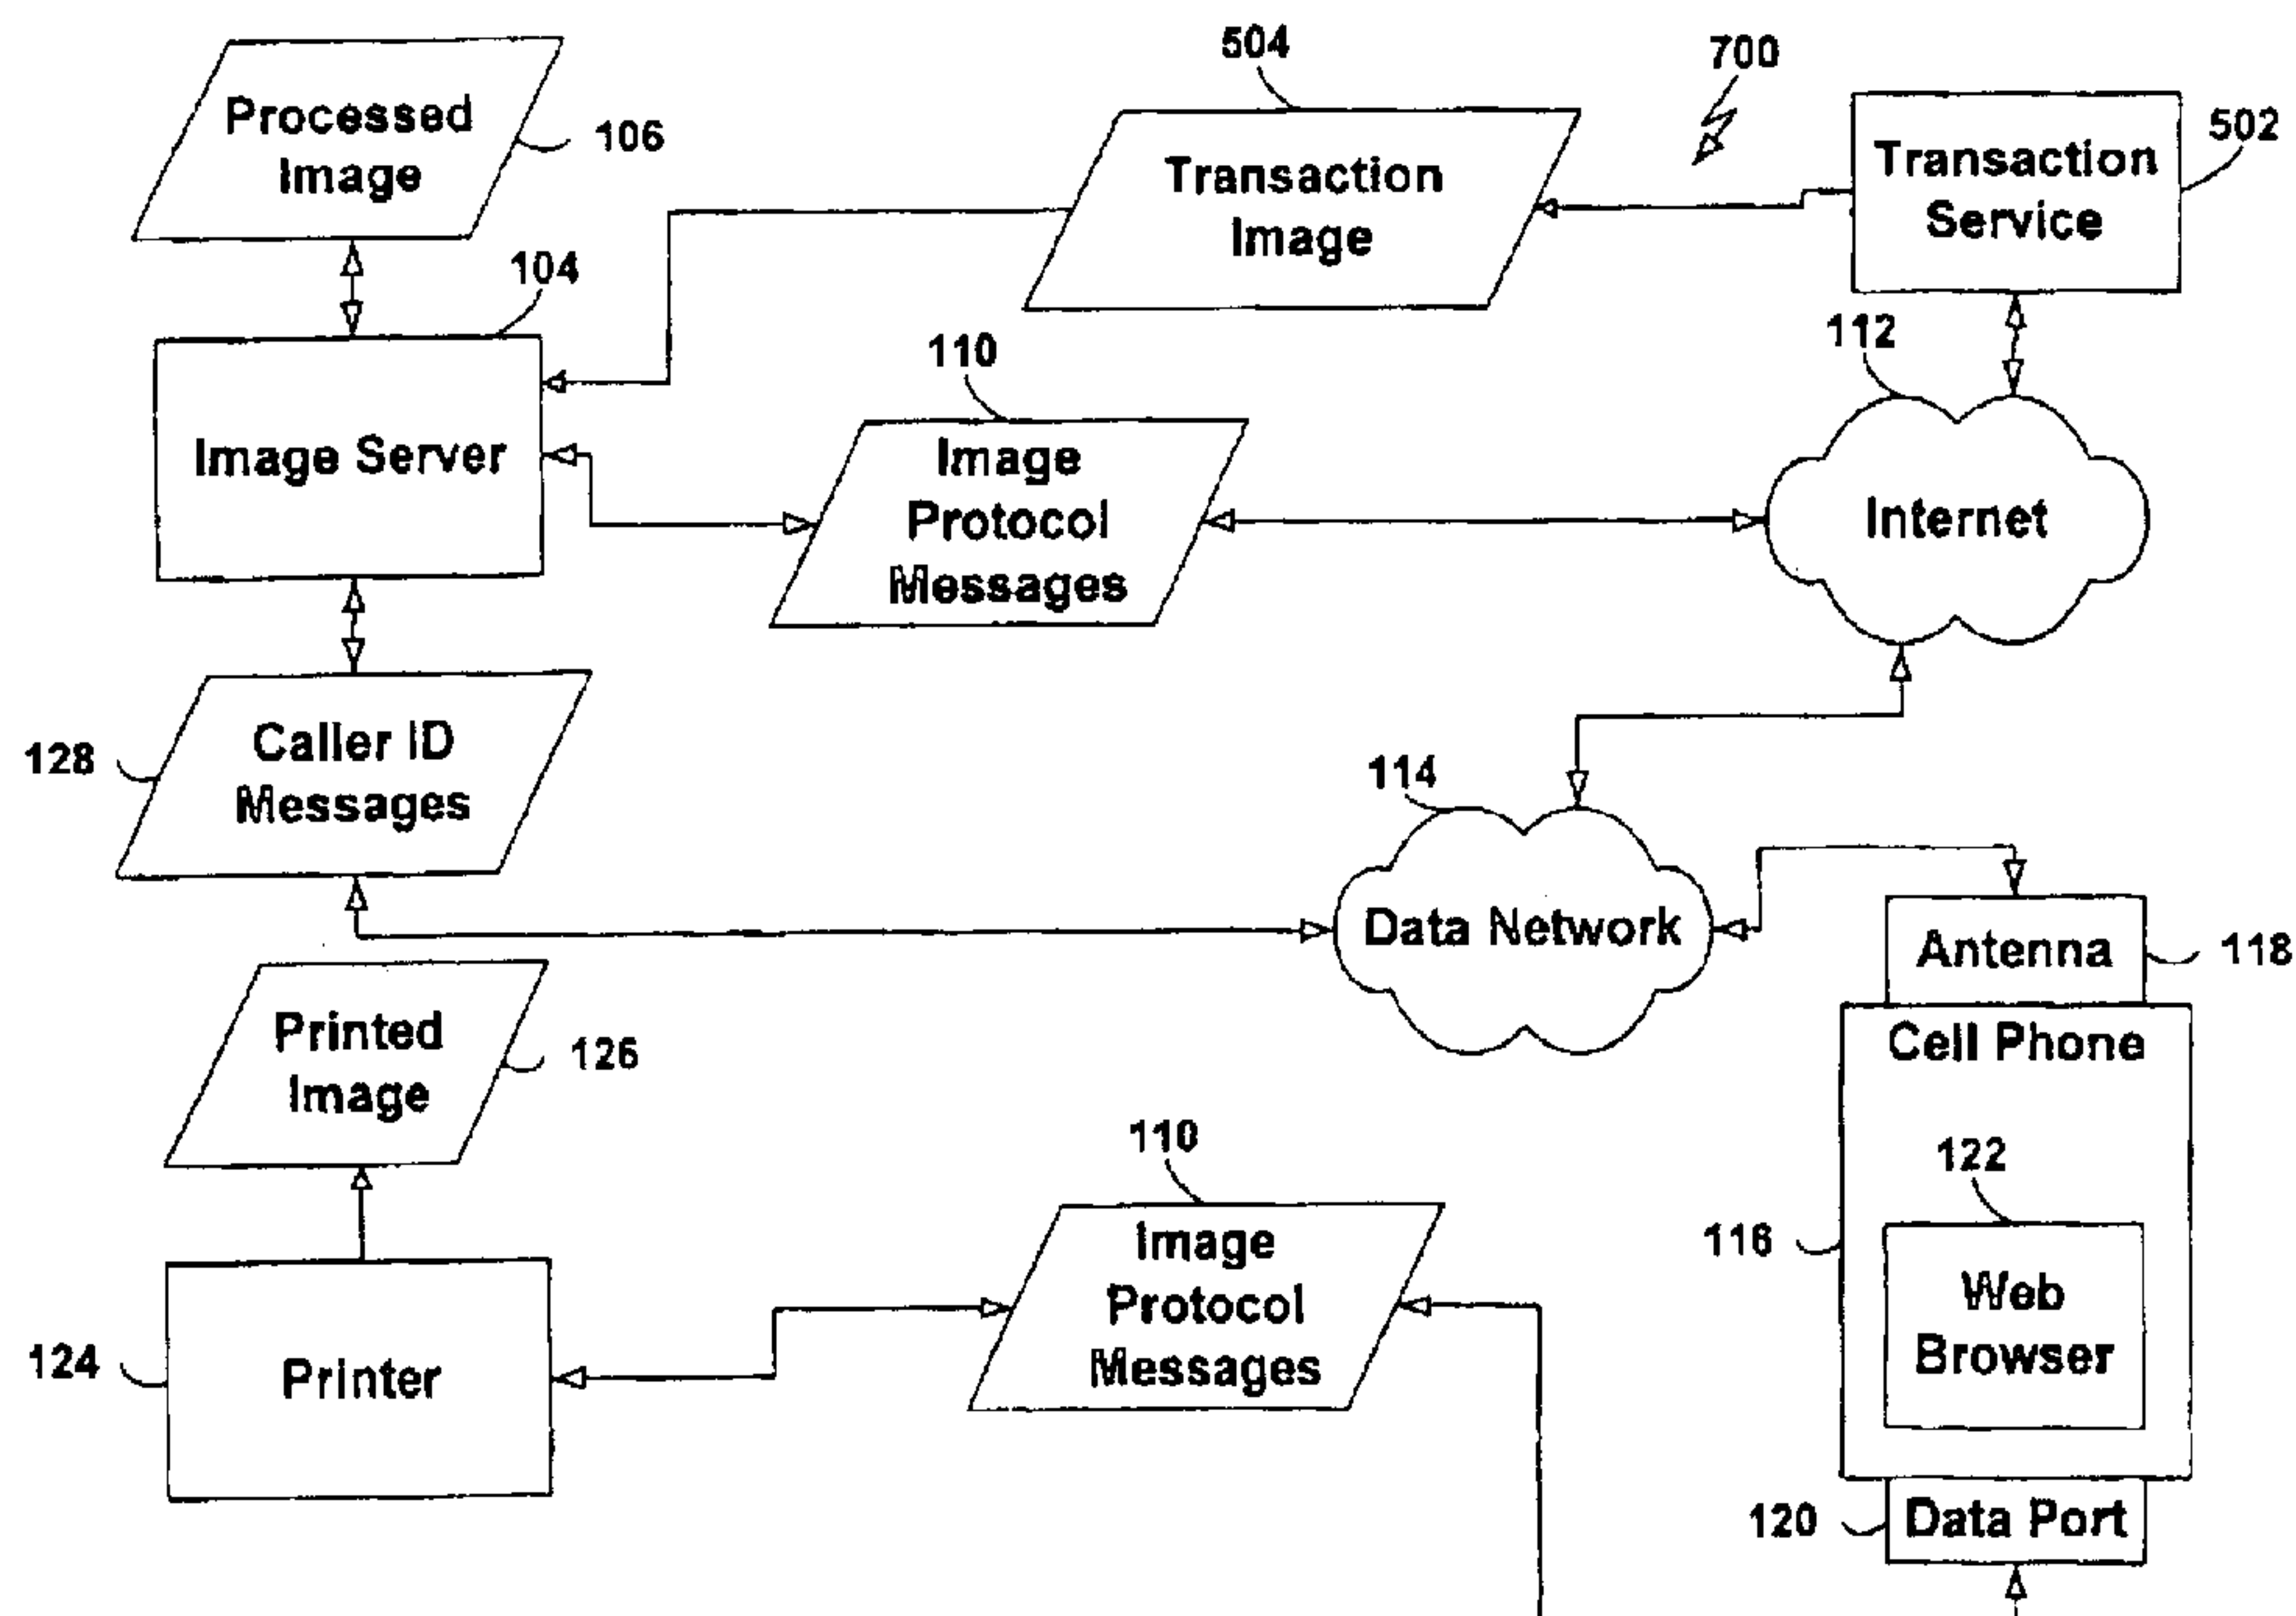 504
700
Processed
Image
106
Transaction
Image
Transaction
Service
502
104
110
112
Image Server
Image
Protocol
Messages
Internet
128
Caller ID
Messages
114
Data Network
Antenna
118
Printed
Image
126
Cell Phone
110
122
116
Image
Protocol
Messages
Web
Browser
124
Printer
120
Data Port